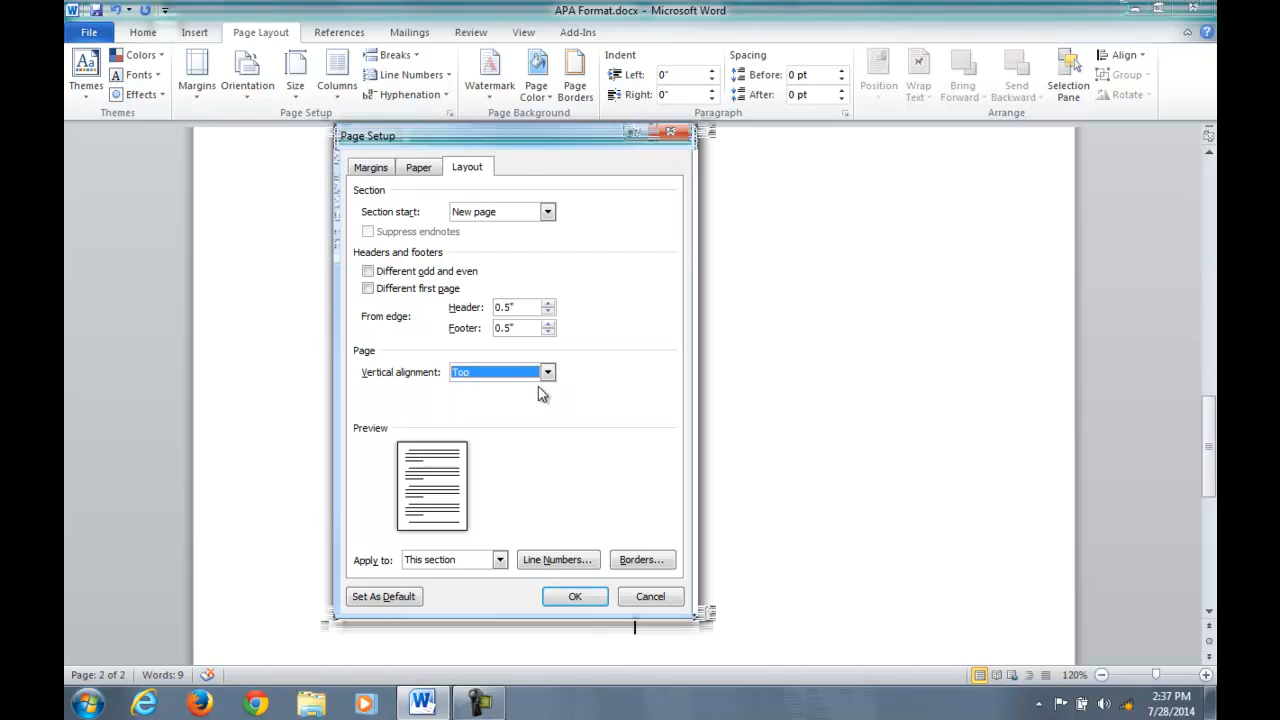 APA Format.docx - Microsoft Word
File Home Insert Page Layout References Mailings Review View Add-Ins
Themes Colors Fonts Effects
Margins Orientation Size Columns Breaks Line Numbers Hyphenation
Watermark Page Color Page Borders
Indent Left: 0" Right: 0"
Spacing Before: 0 pt After: 0 pt
Position Wrap Text Bring Forward Send Backward Selection Pane Align Group Rotate
Themes Page Setup Page Background Paragraph Arrange
Page Setup
Margins Paper Layout
Section
Section start: New page
Suppress endnotes
Headers and footers
Different odd and even
Different first page
From edge:
Header: 0.5"
Footer: 0.5"
Page
Vertical alignment: Top
Preview
Apply to: This section Line Numbers... Borders...
Set As Default OK Cancel
Page: 2 of 2 Words: 9 120%
2:37 PM
7/28/2014